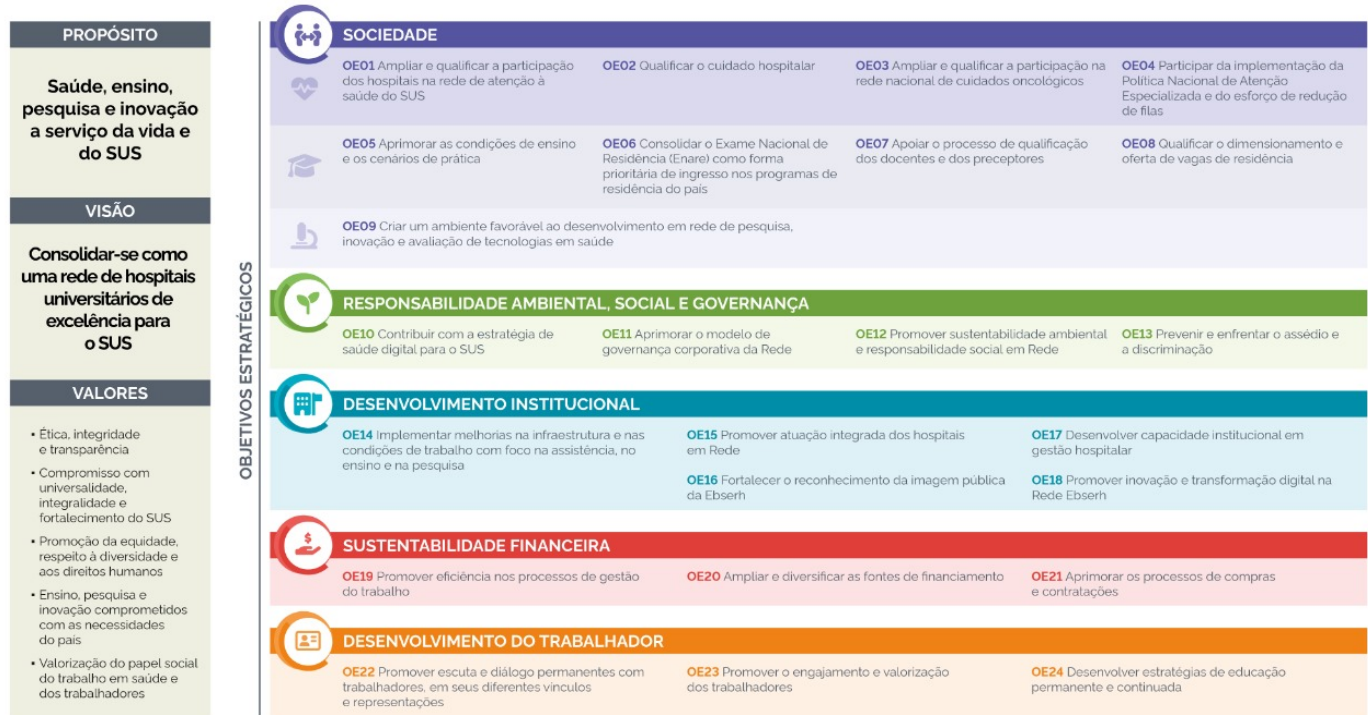 PROPÓSITO
Saúde, ensino,
pesquisa e inovação
a serviço da vida e
do SUS
VISÃO
Consolidar-se como
uma rede de hospitais
universitários de
excelência para
o SUS
VALORES
▪ Ética, integridade
e transparência
▪ Compromisso com
universalidade,
integralidade e
fortalecimento do SUS
▪ Promoção da equidade,
respeito à diversidade e
aos direitos humanos
▪ Ensino, pesquisa e
inovação comprometidos
com as necessidades
do país
▪ Valorização do papel social
do trabalho em saúde e
dos trabalhadores
OBJETIVOS ESTRATÉGICOS
SOCIEDADE
OE01 Ampliar e qualificar a participação
dos hospitais na rede de atenção à
saúde do SUS
OE02 Qualificar o cuidado hospitalar
OE03 Ampliar e qualificar a participação na
rede nacional de cuidados oncológicos
OE04 Participar da implementação da
Política Nacional de Atenção
Especializada e do esforço de redução
de filas
OE05 Aprimorar as condições de ensino
e os cenários de prática
OE06 Consolidar o Exame Nacional de
Residência (Enare) como forma
prioritária de ingresso nos programas de
residência do país
OE07 Apoiar o processo de qualificação
dos docentes e dos preceptores
OE08 Qualificar o dimensionamento e
oferta de vagas de residência
OE09 Criar um ambiente favorável ao desenvolvimento em rede de pesquisa,
inovação e avaliação de tecnologias em saúde
RESPONSABILIDADE AMBIENTAL, SOCIAL E GOVERNANÇA
OE10 Contribuir com a estratégia de
saúde digital para o SUS
OE11 Aprimorar o modelo de
governança corporativa da Rede
OE12 Promover sustentabilidade ambiental
e responsabilidade social em Rede
OE13 Prevenir e enfrentar o assédio e
a discriminação
DESENVOLVIMENTO INSTITUCIONAL
OE14 Implementar melhorias na infraestrutura e nas
condições de trabalho com foco na assistência, no
ensino e na pesquisa
OE15 Promover atuação integrada dos hospitais
em Rede
OE16 Fortalecer o reconhecimento da imagem pública
da Ebserh
OE17 Desenvolver capacidade institucional em
gestão hospitalar
OE18 Promover inovação e transformação digital na
Rede Ebserh
SUSTENTABILIDADE FINANCEIRA
OE19 Promover eficiência nos processos de gestão
do trabalho
OE20 Ampliar e diversificar as fontes de financiamento
OE21 Aprimorar os processos de compras
e contratações
DESENVOLVIMENTO DO TRABALHADOR
OE22 Promover escuta e diálogo permanentes com
trabalhadores, em seus diferentes vínculos
e representações
OE23 Promover o engajamento e valorização
dos trabalhadores
OE24 Desenvolver estratégias de educação
permanente e continuada